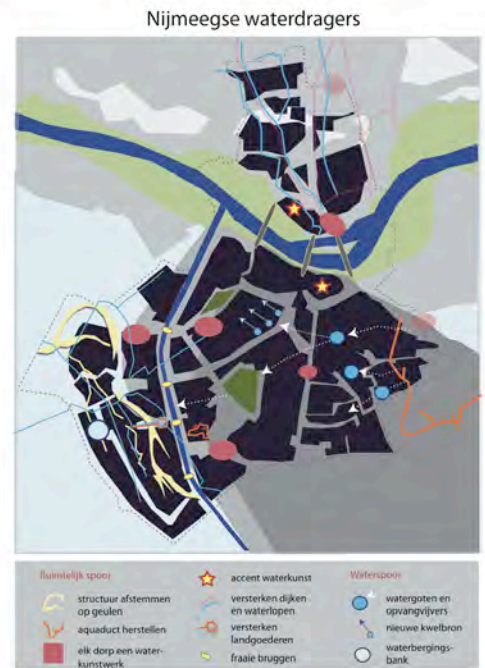 Nijmeegse waterdragers
Ruimtelijk spoor
structuur afstemmen
op geulen
aquaduct herstellen
elk dorp een water-
kunstwerk
accent waterkunst
versterken dijken
en waterlopen
versterken
landgoederen
fraaie bruggen
Waterspoor
watergoten en
opvangvijvers
nieuwe kwelbron
waterbergings-
bank